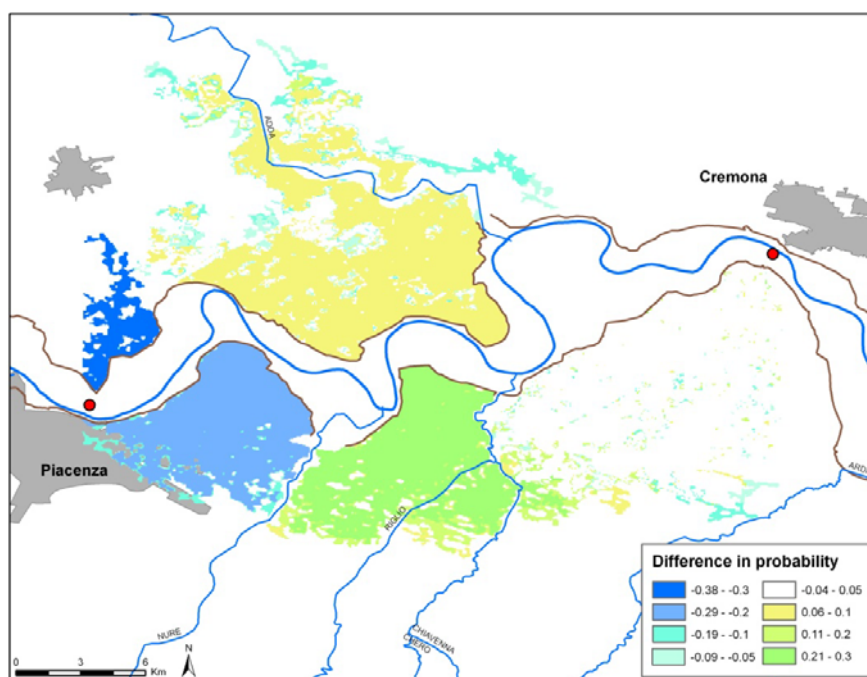 ADDA
Cremona
Piacenza
ARD
RIGLIO
NURE
CHIAVENNA
CHERO
0 3 6
Km
N
Difference in probability
-0.38 - -0.3
-0.29 - -0.2
-0.19 - -0.1
-0.09 - -0.05
-0.04 - 0.05
0.06 - 0.1
0.11 - 0.2
0.21 - 0.3